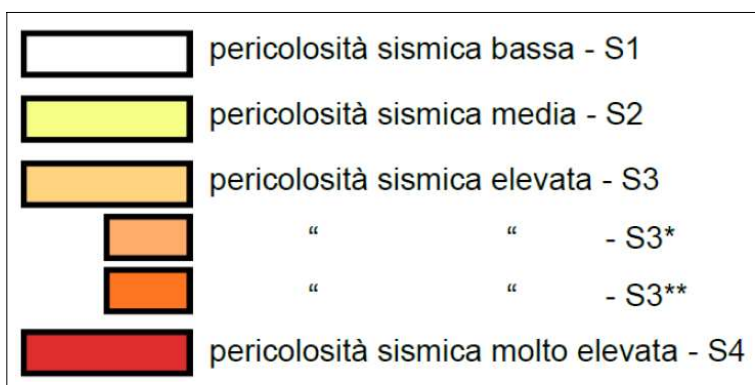 pericolosità sismica bassa - S1
pericolosità sismica media - S2
pericolosità sismica elevata - S3
“ “ - S3*
“ “ - S3**
pericolosità sismica molto elevata - S4